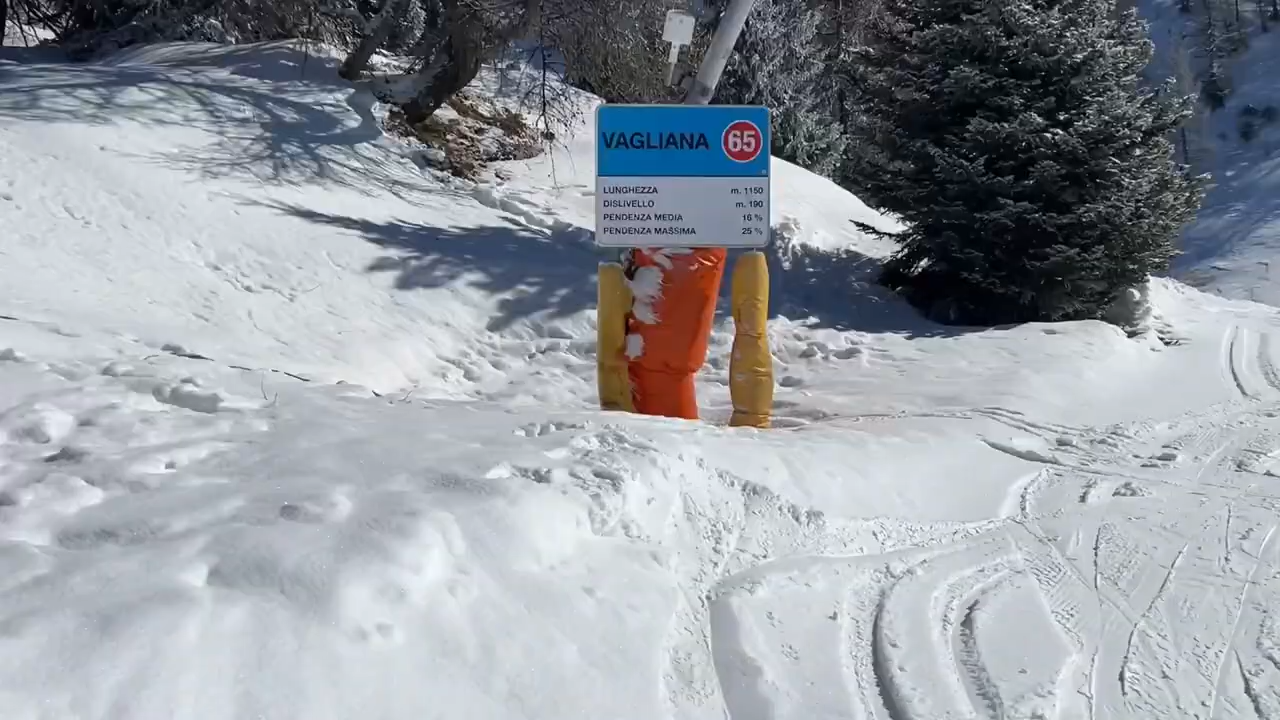 VAGLIANA 65
LUNGHEZZA m. 1150
DISLIVELLO m. 190
PENDENZA MEDIA 16 %
PENDENZA MASSIMA 25 %